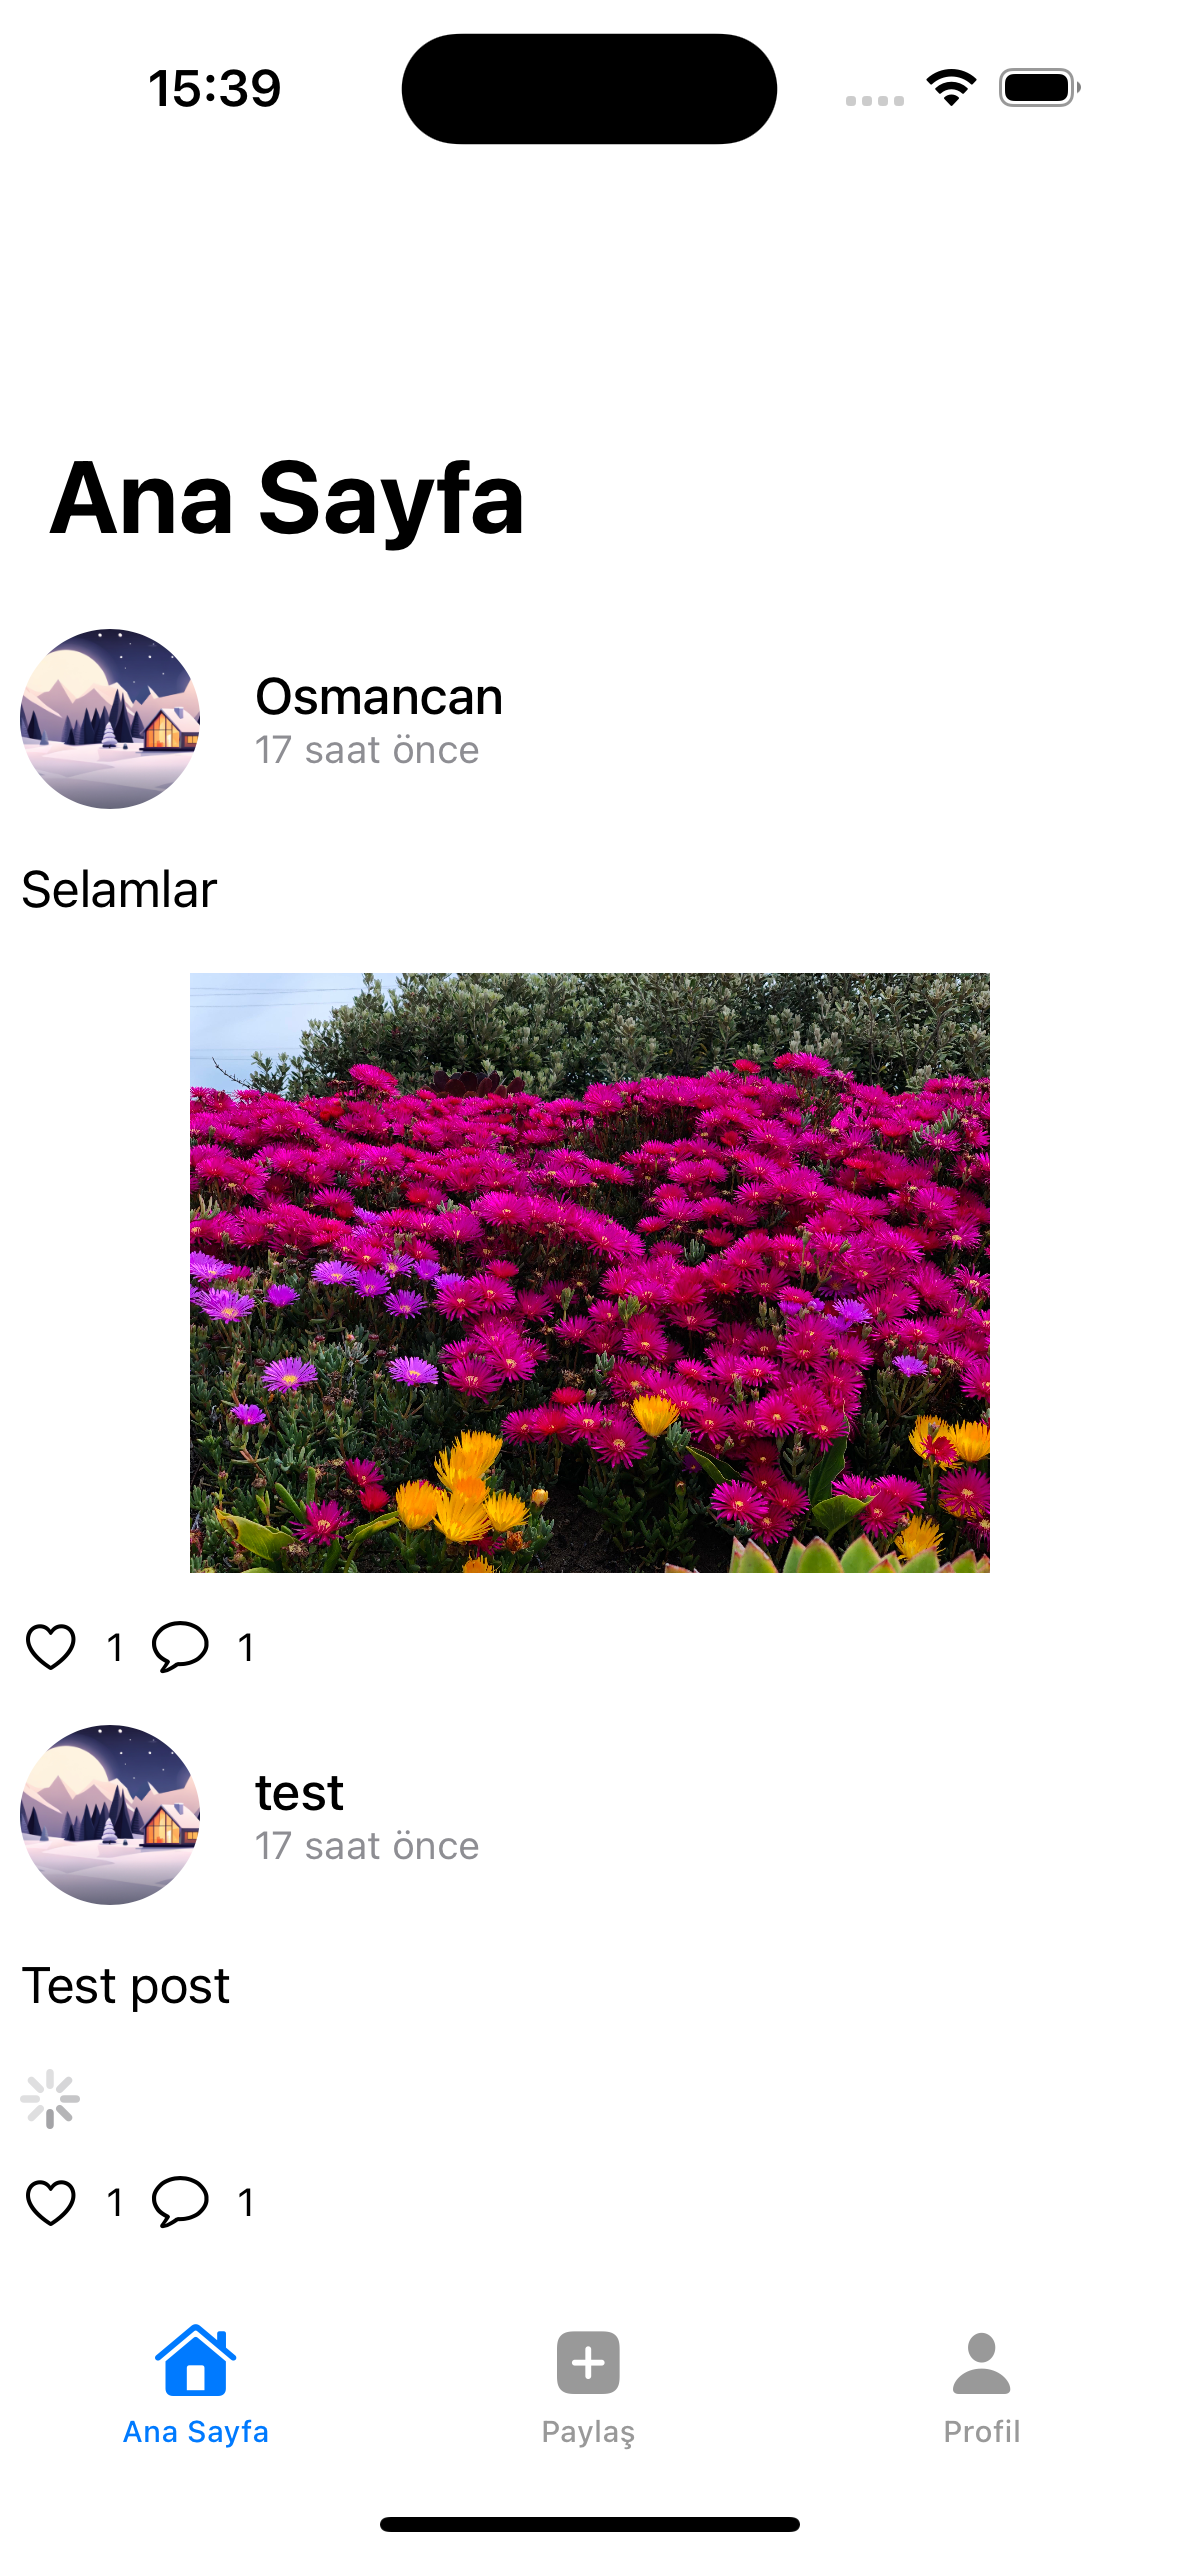 15:39
Ana Sayfa
Osmancan
17 saat önce
Selamlar
1 1
test
17 saat önce
Test post
1 1
Ana Sayfa Paylaş Profil